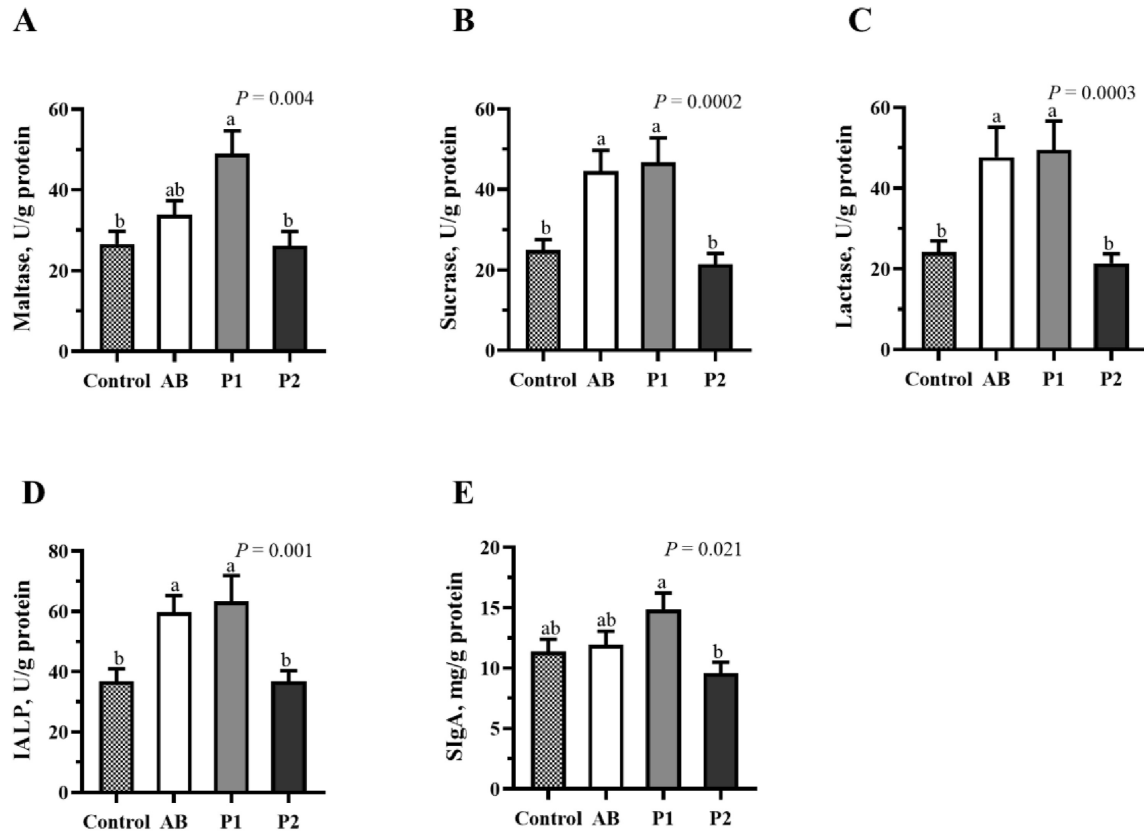 A
P = 0.004
Maltase, U/g protein
60
40
20
0
b
ab
a
b
Control AB P1 P2
B
P = 0.0002
Sucrase, U/g protein
60
40
20
0
b
a
a
b
Control AB P1 P2
C
P = 0.0003
Lactase, U/g protein
60
40
20
0
b
a
a
b
Control AB P1 P2
D
P = 0.001
IALP, U/g protein
80
60
40
20
0
b
a
a
b
Control AB P1 P2
E
P = 0.021
SIgA, mg/g protein
20
15
10
5
0
ab
ab
a
b
Control AB P1 P2